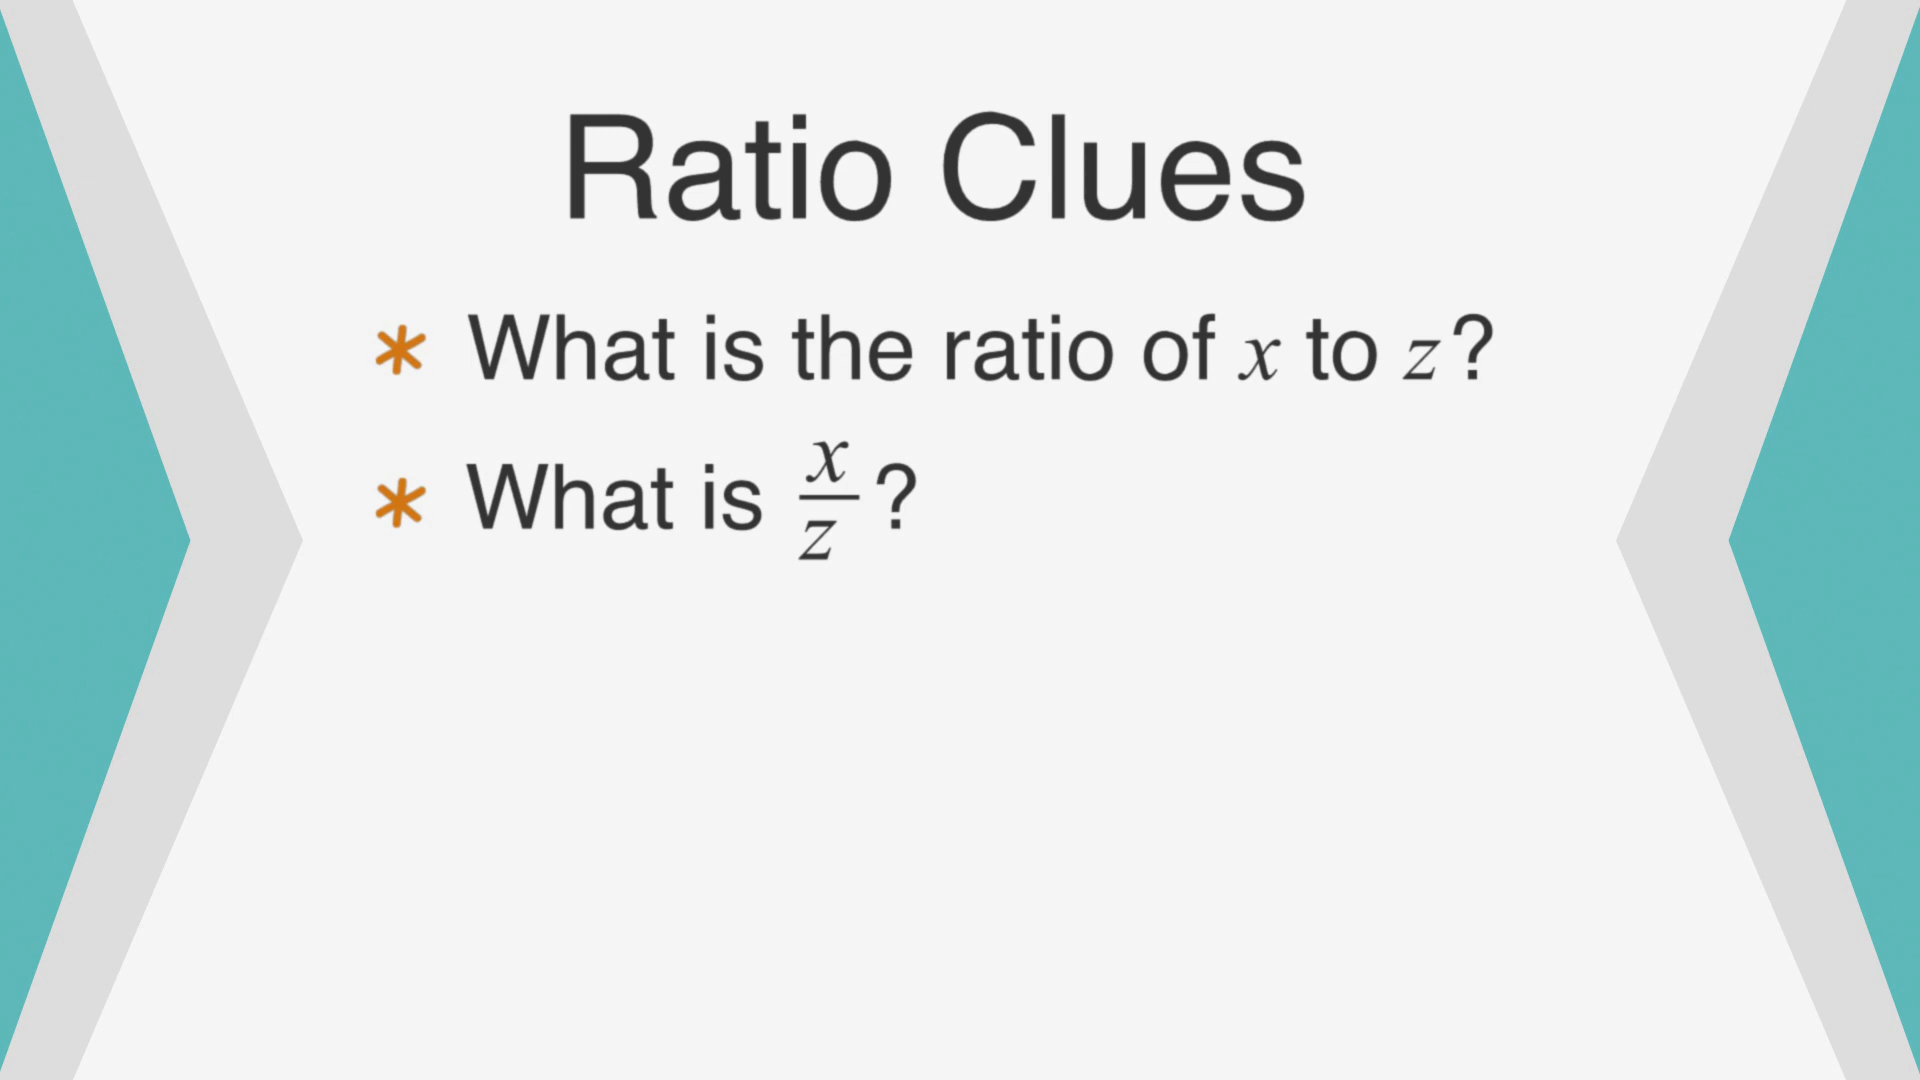 Ratio Clues
* What is the ratio of x to z?
* What is x/z?